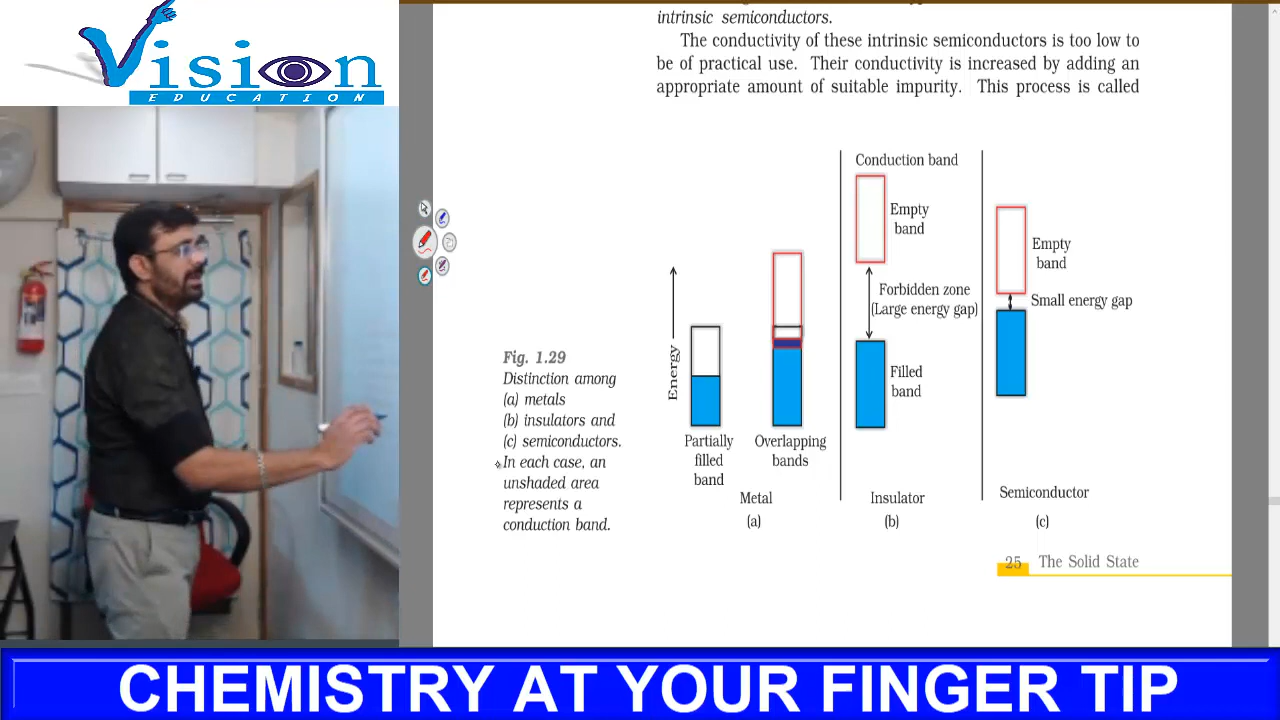 Vision
EDUCATION
intrinsic semiconductors.
The conductivity of these intrinsic semiconductors is too low to
be of practical use. Their conductivity is increased by adding an
appropriate amount of suitable impurity. This process is called
Fig. 1.29
Distinction among
(a) metals
(b) insulators and
(c) semiconductors.
In each case, an
unshaded area
represents a
conduction band.
Energy
Partially
filled
band
Overlapping
bands
Metal
(a)
Conduction band
Empty
band
Forbidden zone
(Large energy gap)
Filled
band
Insulator
(b)
Empty
band
Small energy gap
Semiconductor
(c)
25 The Solid State
CHEMISTRY AT YOUR FINGER TIP